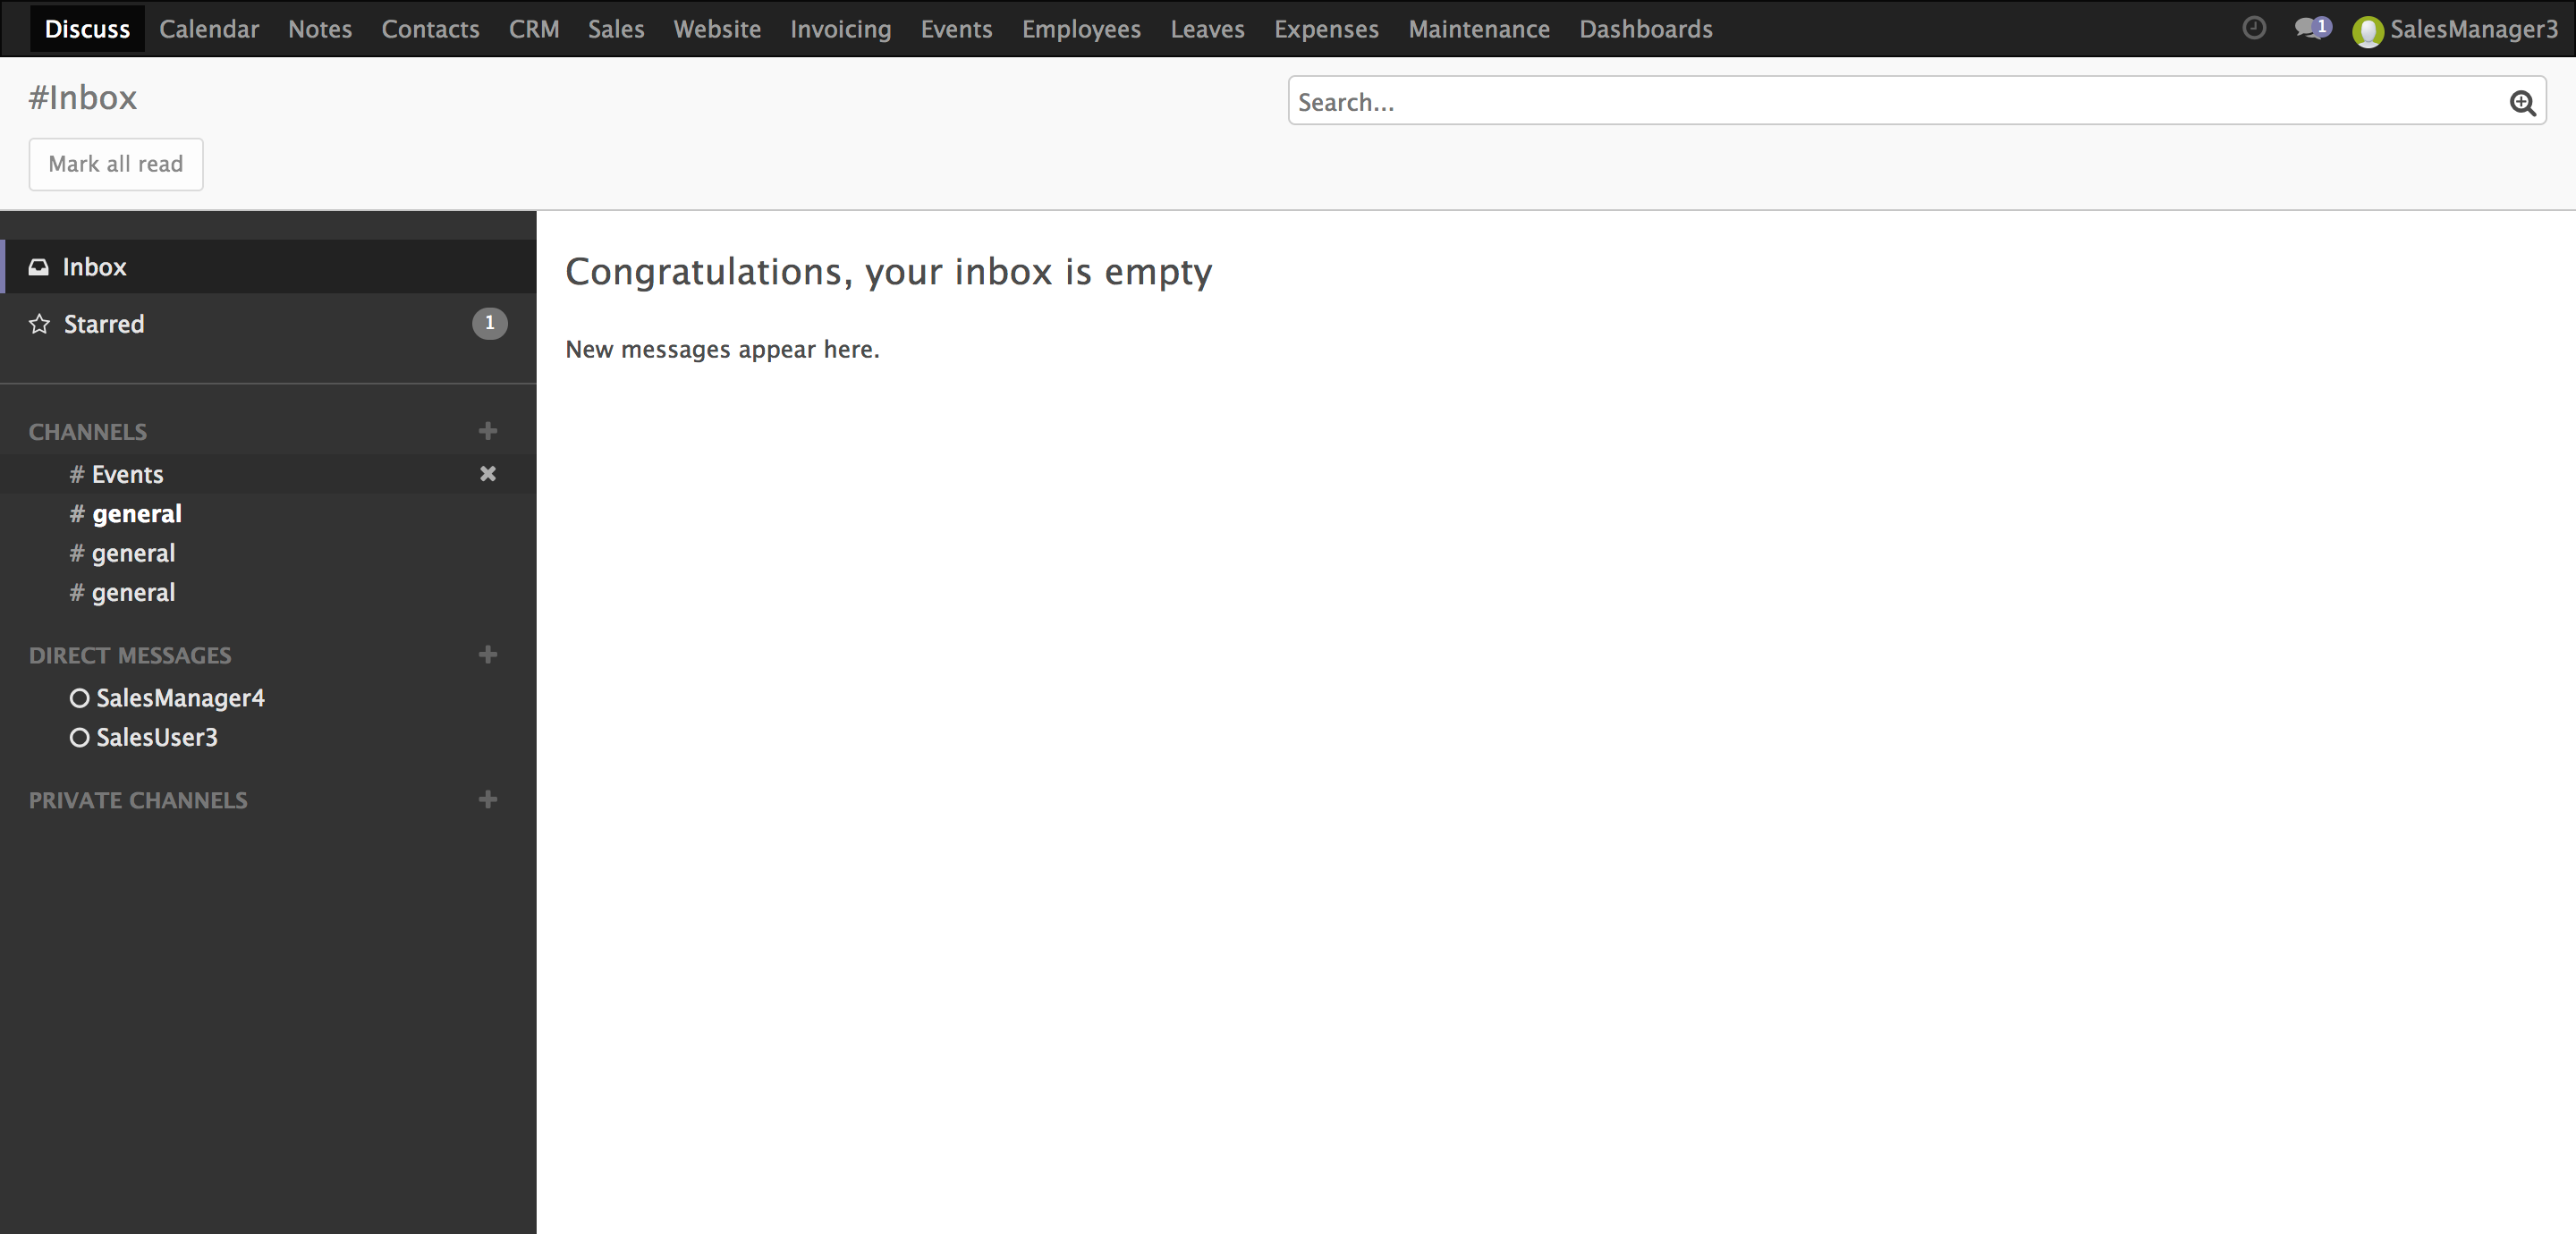 Discuss Calendar Notes Contacts CRM Sales Website Invoicing Events Employees Leaves Expenses Maintenance Dashboards 1 SalesManager3
#Inbox
Search...
Mark all read
Inbox
Starred 1
CHANNELS
# Events
# general
# general
# general
DIRECT MESSAGES
SalesManager4
SalesUser3
PRIVATE CHANNELS
Congratulations, your inbox is empty
New messages appear here.